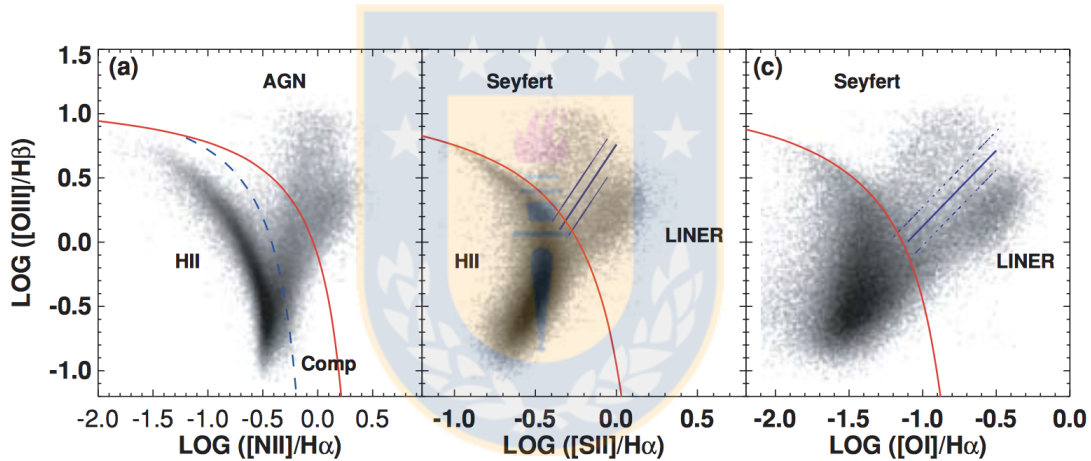 LOG ([OIII]/Hβ)
1.5
1.0
0.5
0.0
-0.5
-1.0
(a)
AGN
HII
Comp
-2.0 -1.5 -1.0 -0.5 0.0 0.5
LOG ([NII]/Hα)
Seyfert
HII
LINER
-1.0 -0.5 0.0 0.5
LOG ([SII]/Hα)
(c)
Seyfert
LINER
-2.0 -1.5 -1.0 -0.5 0.0
LOG ([OI]/Hα)